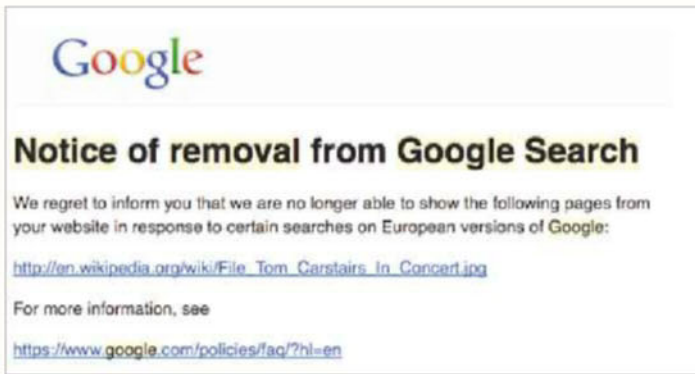 Google
Notice of removal from Google Search
We regret to inform you that we are no longer able to show the following pages from
your website in response to certain searches on European versions of Google:
http://en.wikipedia.org/wiki/File_Tom_Carstairs_In_Concert.jpg
For more information, see
https://www.google.com/policies/faq/?hl=en